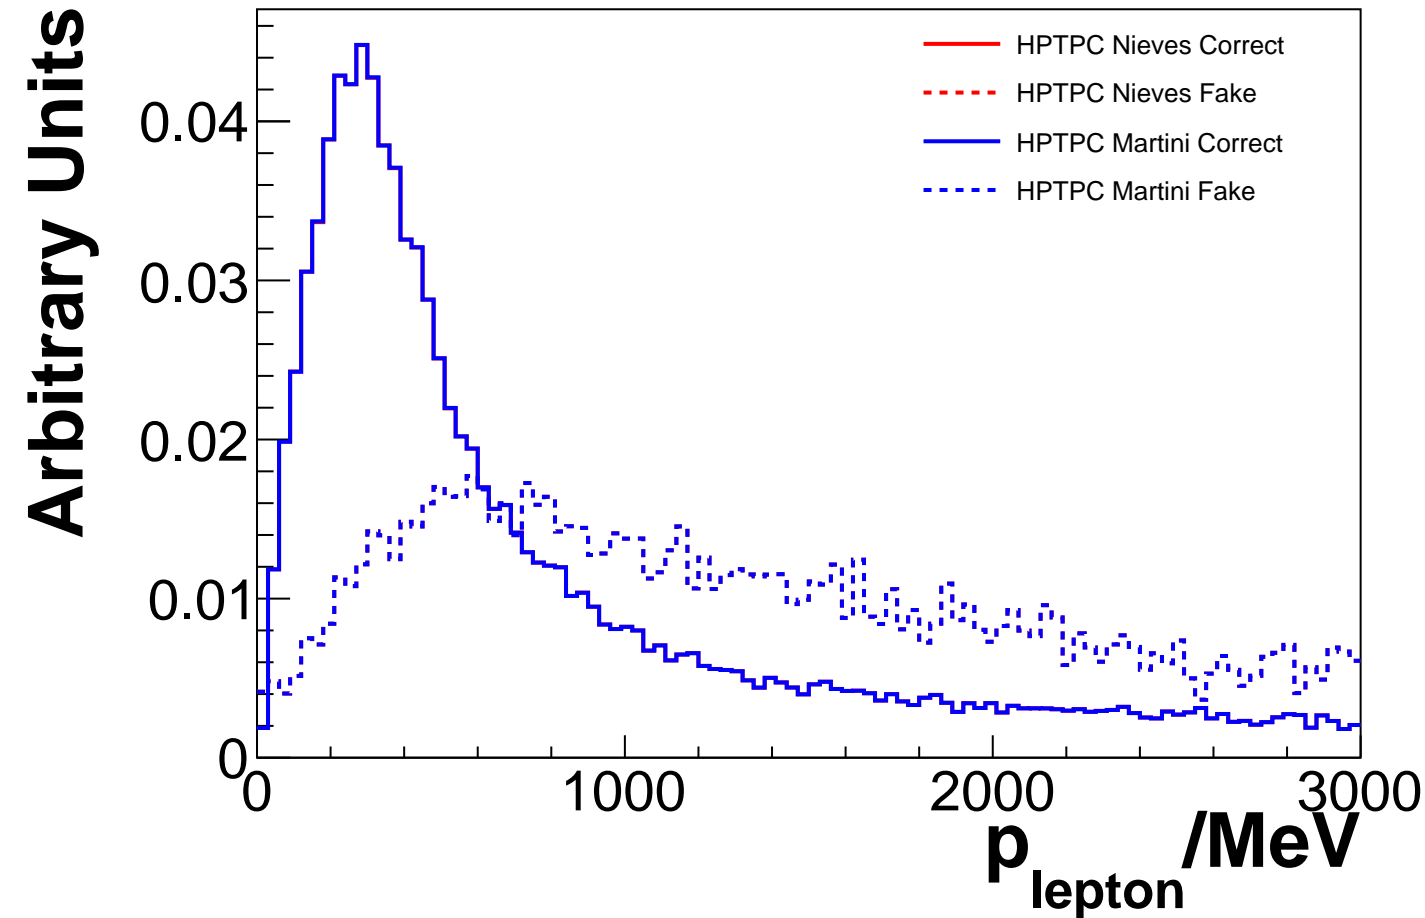 Arbitrary Units
0.04
0.03
0.02
0.01
0
HPTPC Nieves Correct
HPTPC Nieves Fake
HPTPC Martini Correct
HPTPC Martini Fake
0 1000 2000 3000
p_lepton /MeV